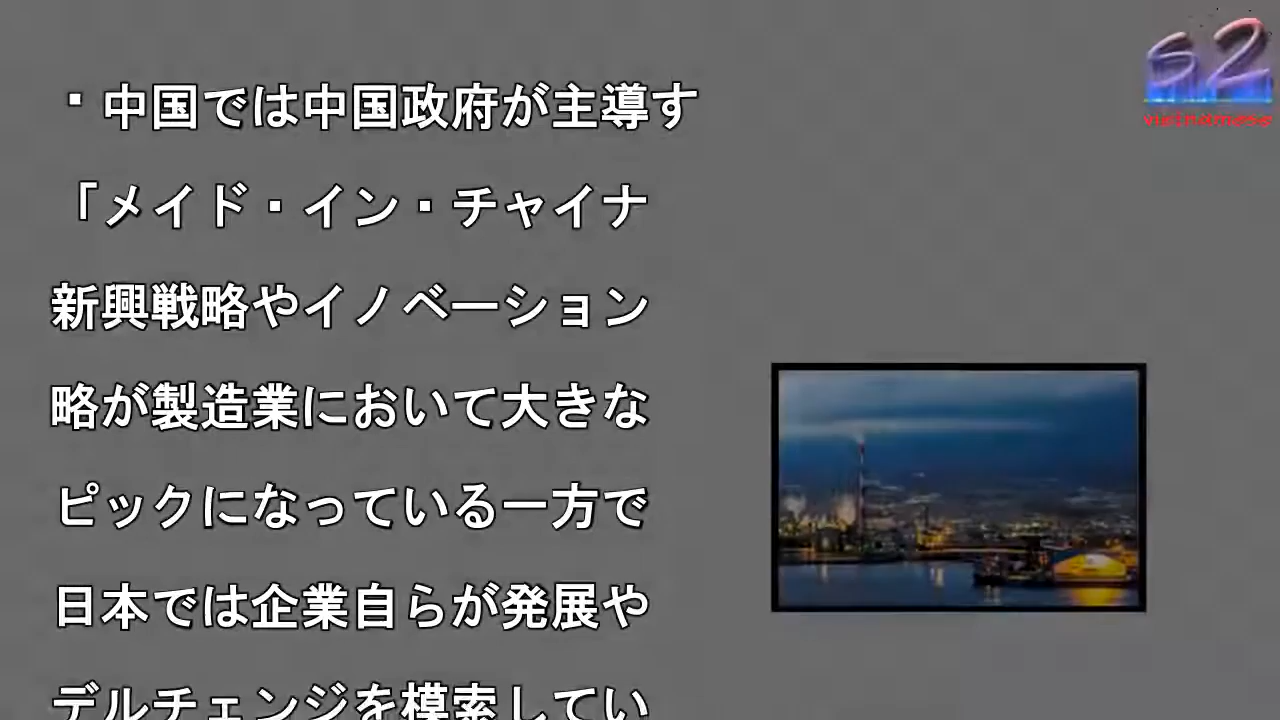 ・中国では中国政府が主導す
「メイド・イン・チャイナ
新興戦略やイノベーション
略が製造業において大きな
ピックになっている一方で
日本では企業自らが発展や
デルチェンジを模索してい
S2
vietnamese